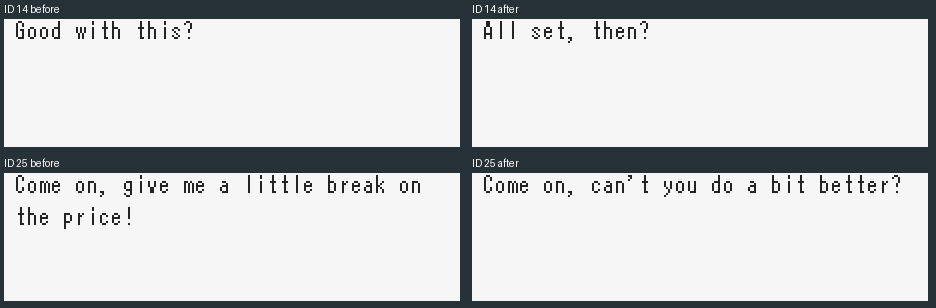 ID 14 before
Good with this?
ID 14 after
All set, then?
ID 25 before
Come on, give me a little break on
the price!
ID 25 after
Come on, can't you do a bit better?